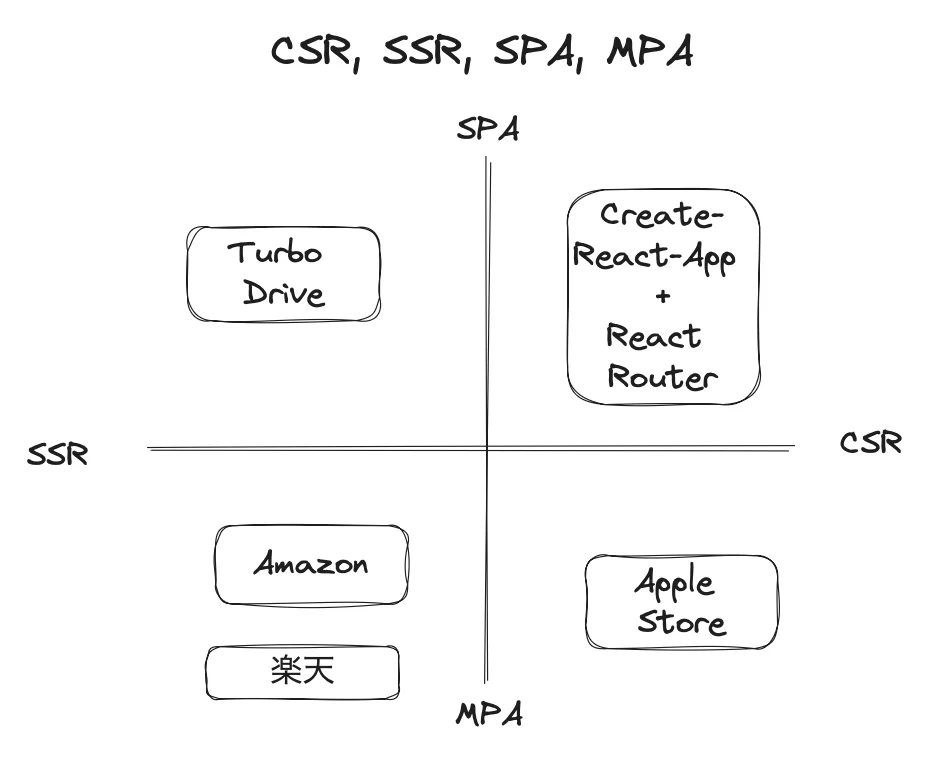 CSR, SSR, SPA, MPA
SPA
Turbo
Drive
Create-
React-App
+
React
Router
SSR
CSR
Amazon
楽天
Apple
Store
MPA